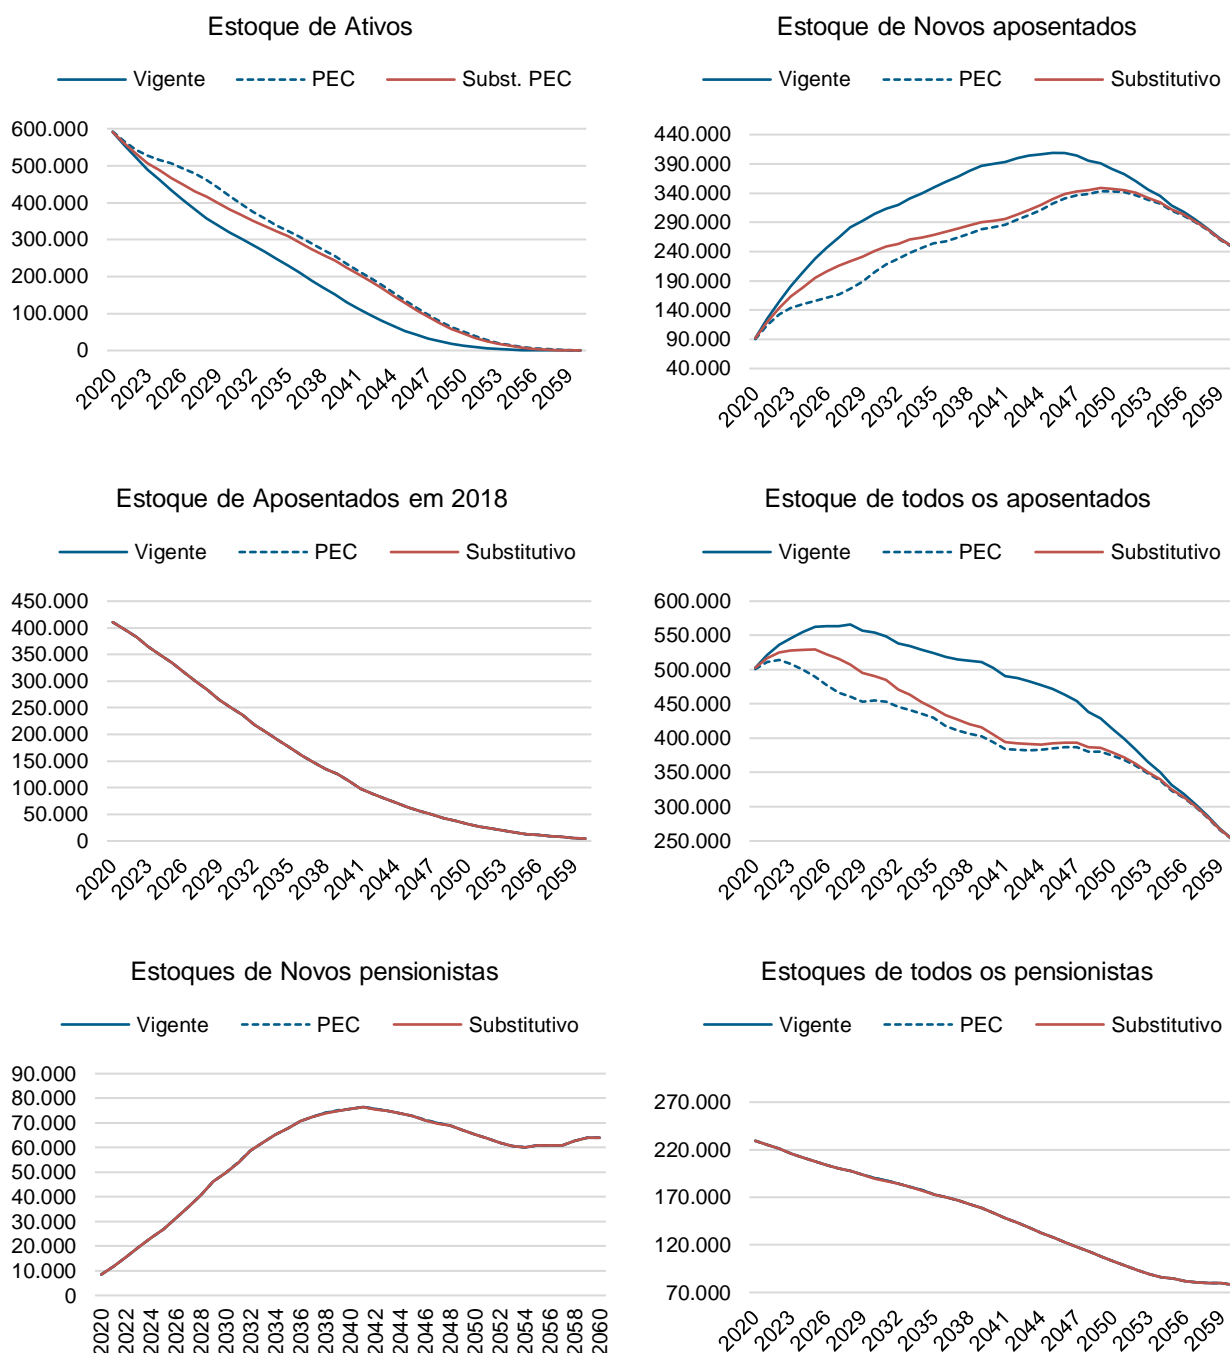 Estoque de Ativos
Vigente PEC Subst. PEC
600.000
500.000
400.000
300.000
200.000
100.000
0
2020 2023 2026 2029 2032 2035 2038 2041 2044 2047 2050 2053 2056 2059
Estoque de Novos aposentados
Vigente PEC Substitutivo
440.000
390.000
340.000
290.000
240.000
190.000
140.000
90.000
40.000
2020 2023 2026 2029 2032 2035 2038 2041 2044 2047 2050 2053 2056 2059
Estoque de Aposentados em 2018
Vigente PEC Substitutivo
450.000
400.000
350.000
300.000
250.000
200.000
150.000
100.000
50.000
0
2020 2023 2026 2029 2032 2035 2038 2041 2044 2047 2050 2053 2056 2059
Estoque de todos os aposentados
Vigente PEC Substitutivo
600.000
550.000
500.000
450.000
400.000
350.000
300.000
250.000
2020 2023 2026 2029 2032 2035 2038 2041 2044 2047 2050 2053 2056 2059
Estoques de Novos pensionistas
Vigente PEC Substitutivo
90.000
80.000
70.000
60.000
50.000
40.000
30.000
20.000
10.000
0
2020 2022 2024 2026 2028 2030 2032 2034 2036 2038 2040 2042 2044 2046 2048 2050 2052 2054 2056 2058 2060
Estoques de todos os pensionistas
Vigente PEC Substitutivo
270.000
220.000
170.000
120.000
70.000
2020 2023 2026 2029 2032 2035 2038 2041 2044 2047 2050 2053 2056 2059